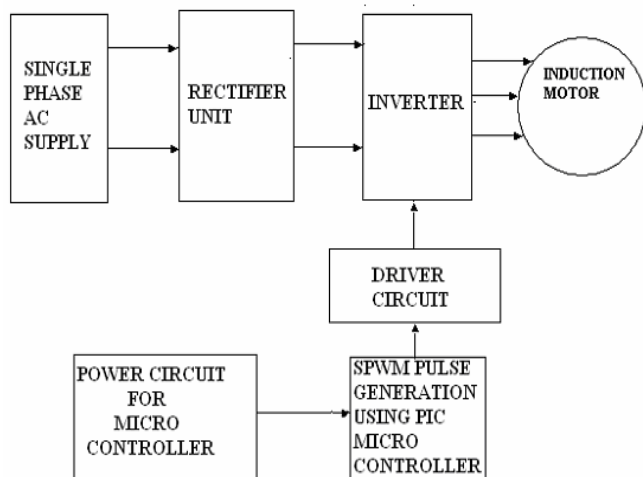 SINGLE
PHASE
AC
SUPPLY
RECTIFIER
UNIT
INVERTER
INDUCTION
MOTOR
DRIVER
CIRCUIT
POWER CIRCUIT
FOR
MICRO
CONTROLLER
SPWM PULSE
GENERATION
USING PIC
MICRO
CONTROLLER